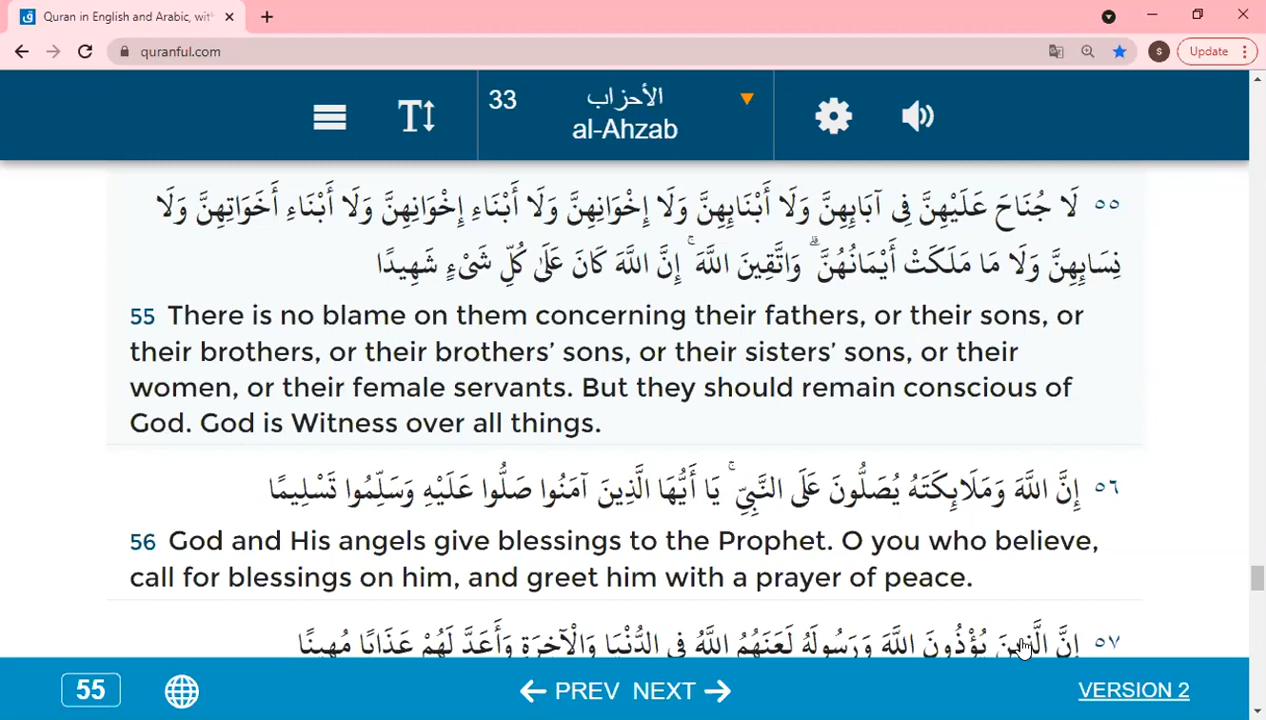 Quran in English and Arabic, wit
quranful.com
S
Update
33
الأحزاب
al-Ahzab
٥٥ لَا جُنَاحَ عَلَيْهِنَّ فِى آبَائِهِنَّ وَلَا أَبْنَائِهِنَّ وَلَا إِخْوَانِهِنَّ وَلَا أَبْنَاءِ إِخْوَانِهِنَّ وَلَا أَبْنَاءِ أَخَوَاتِهِنَّ وَلَا
نِسَائِهِنَّ وَلَا مَا مَلَكَتْ أَيْمَانُهُنَّ ۗ وَاتَّقِينَ اللَّهَ ۚ إِنَّ اللَّهَ كَانَ عَلَىٰ كُلِّ شَىْءٍ شَهِيدًا
55 There is no blame on them concerning their fathers, or their sons, or
their brothers, or their brothers’ sons, or their sisters’ sons, or their
women, or their female servants. But they should remain conscious of
God. God is Witness over all things.
٥٦ إِنَّ اللَّهَ وَمَلَائِكَتَهُ يُصَلُّونَ عَلَى النَّبِىِّ ۚ يَا أَيُّهَا الَّذِينَ آمَنُوا صَلُّوا عَلَيْهِ وَسَلِّمُوا تَسْلِيمًا
56 God and His angels give blessings to the Prophet. O you who believe,
call for blessings on him, and greet him with a prayer of peace.
٥٧ إِنَّ الَّذِينَ يُؤْذُونَ اللَّهَ وَرَسُولَهُ لَعَنَهُمُ اللَّهُ فِى الدُّنْيَا وَالْآخِرَةِ وَأَعَدَّ لَهُمْ عَذَابًا مُهِينًا
55
PREV NEXT
VERSION 2